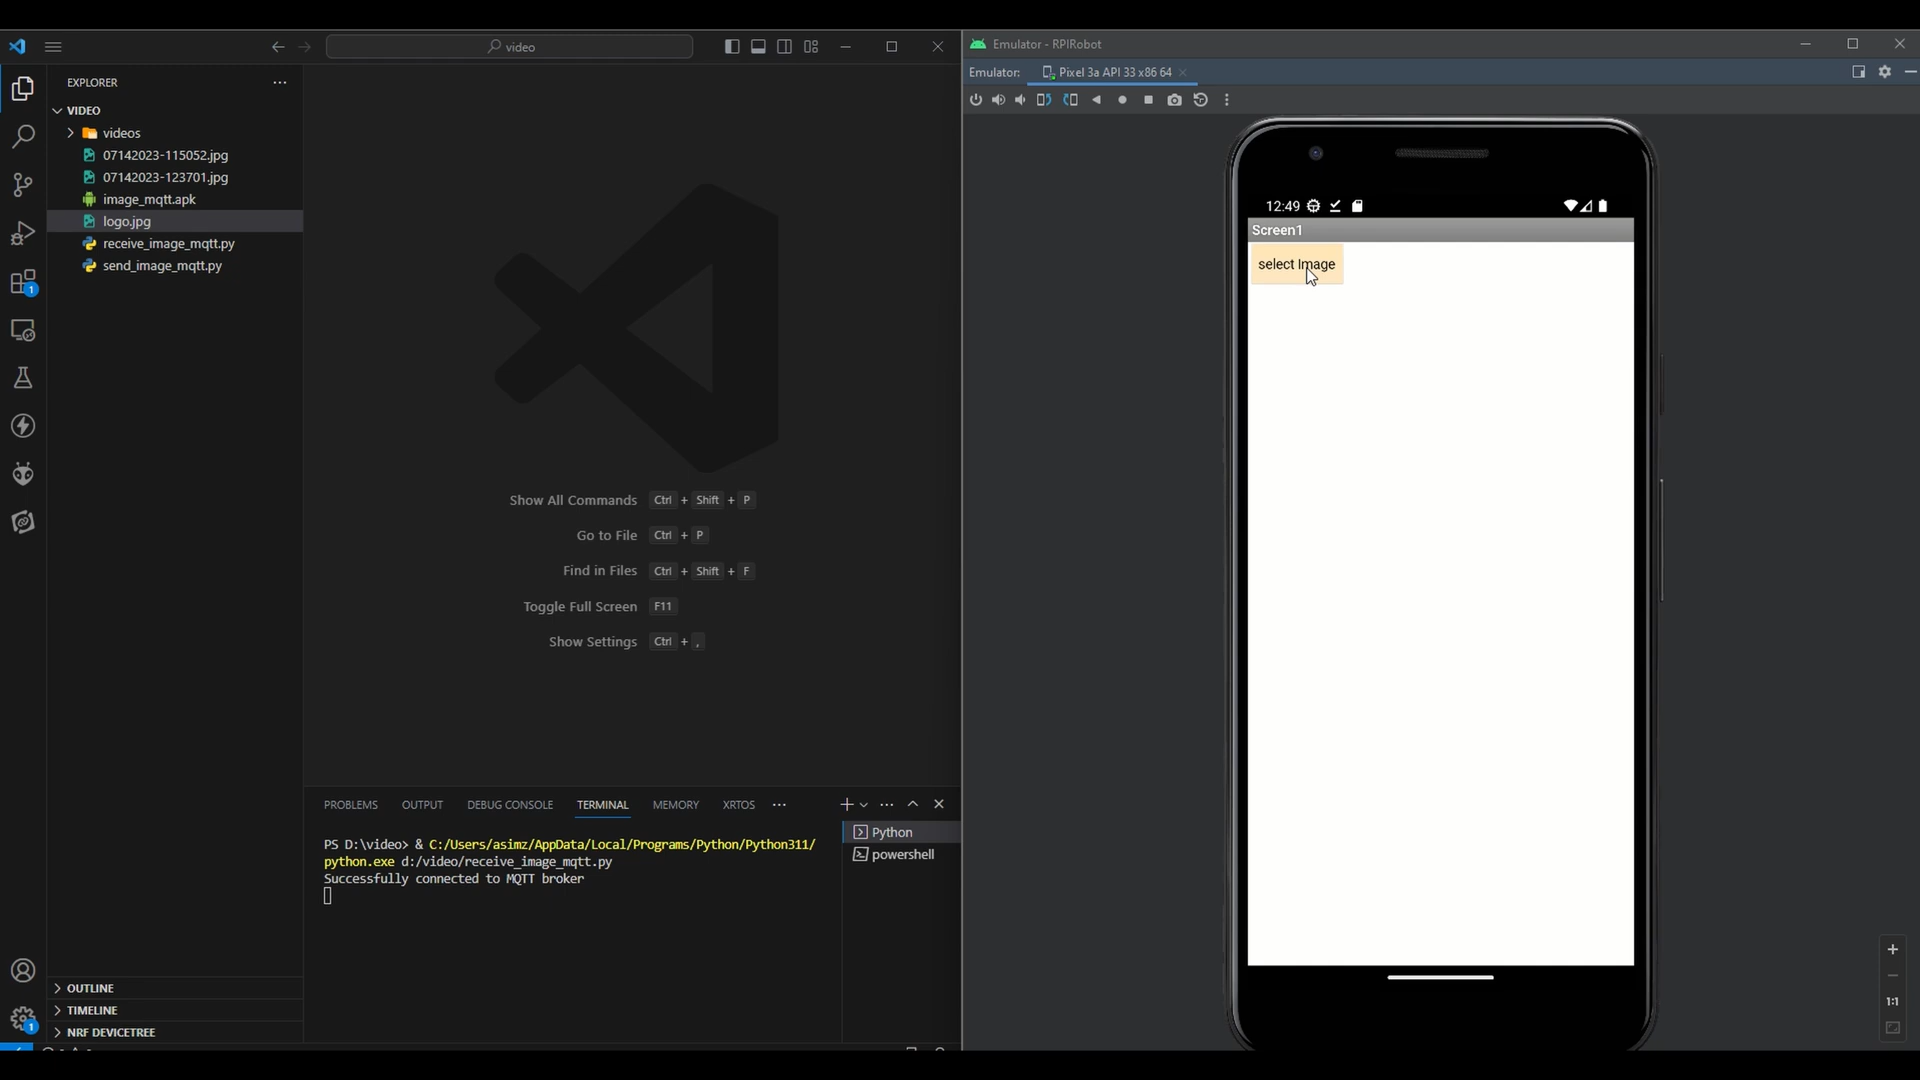 video
EXPLORER
VIDEO
videos
07142023-115052.jpg
07142023-123701.jpg
image_mqtt.apk
logo.jpg
receive_image_mqtt.py
send_image_mqtt.py
1
Show All Commands Ctrl + Shift + P
Go to File Ctrl + P
Find in Files Ctrl + Shift + F
Toggle Full Screen F11
Show Settings Ctrl + ,
PROBLEMS OUTPUT DEBUG CONSOLE TERMINAL MEMORY XRTOS
PS D:\video> & C:/Users/asimz/AppData/Local/Programs/Python/Python311/
python.exe d:/video/receive_image_mqtt.py
Successfully connected to MQTT broker
Python
powershell
OUTLINE
TIMELINE
NRF DEVICETREE
1
Emulator - RPIRobot
Emulator: Pixel 3a API 33 x86 64
12:49
Screen1
select Image
1:1